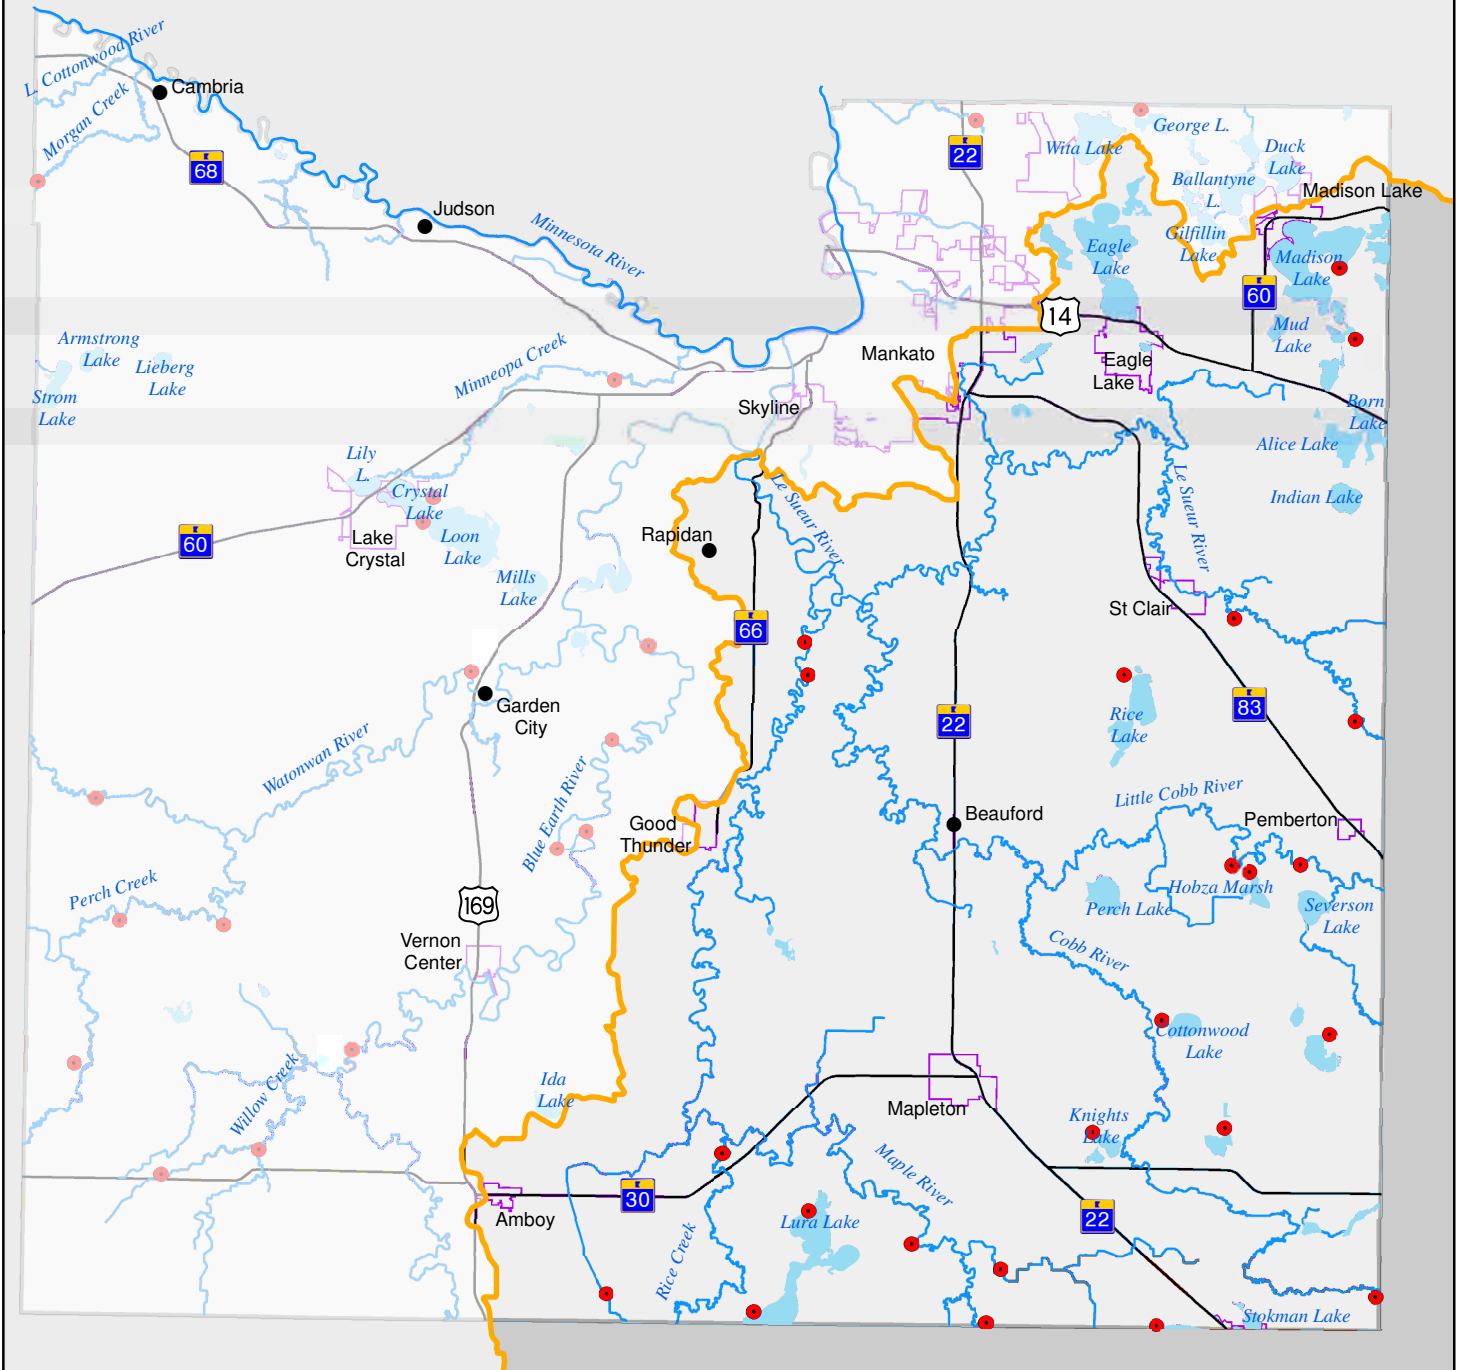 L. Cottonwood River
Cambria
Morgan Creek
68
Judson
Minnesota River
22
Wita Lake
George L.
Duck
Lake
Ballantyne
L.
Madison Lake
Gilfillin
Lake
Eagle
Lake
Madison
Lake
60
14
Mud
Lake
Armstrong
Lake
Lieberg
Lake
Strom
Lake
Minneopa Creek
Mankato
Eagle
Lake
Skyline
Born
Lake
Alice Lake
Lily
L.
Crystal
Lake
Indian Lake
Le Sueur River
Le Sueur River
60
Lake
Crystal
Loon
Lake
Rapidan
Mills
Lake
St Clair
66
Garden
City
Rice
Lake
22
83
Watonwan River
Blue Earth River
Little Cobb River
Good
Thunder
Beauford
Pemberton
Perch Creek
Hobza Marsh
Perch Lake
Severson
Lake
169
Vernon
Center
Cobb River
Cottonwood
Lake
Willow Creek
Ida
Lake
Mapleton
Knights
Lake
Maple River
30
Amboy
Rice Creek
Lura Lake
22
Stokman Lake